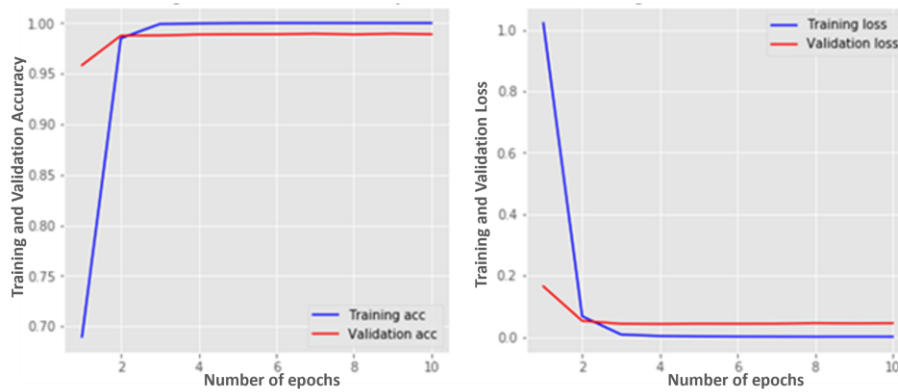 1.00
0.95
0.90
0.85
0.80
0.75
0.70
Training and Validation Accuracy
Training acc
Validation acc
2 4 6 8 10
Number of epochs
1.0
0.8
0.6
0.4
0.2
0.0
Training and Validation Loss
Training loss
Validation loss
2 4 6 8 10
Number of epochs